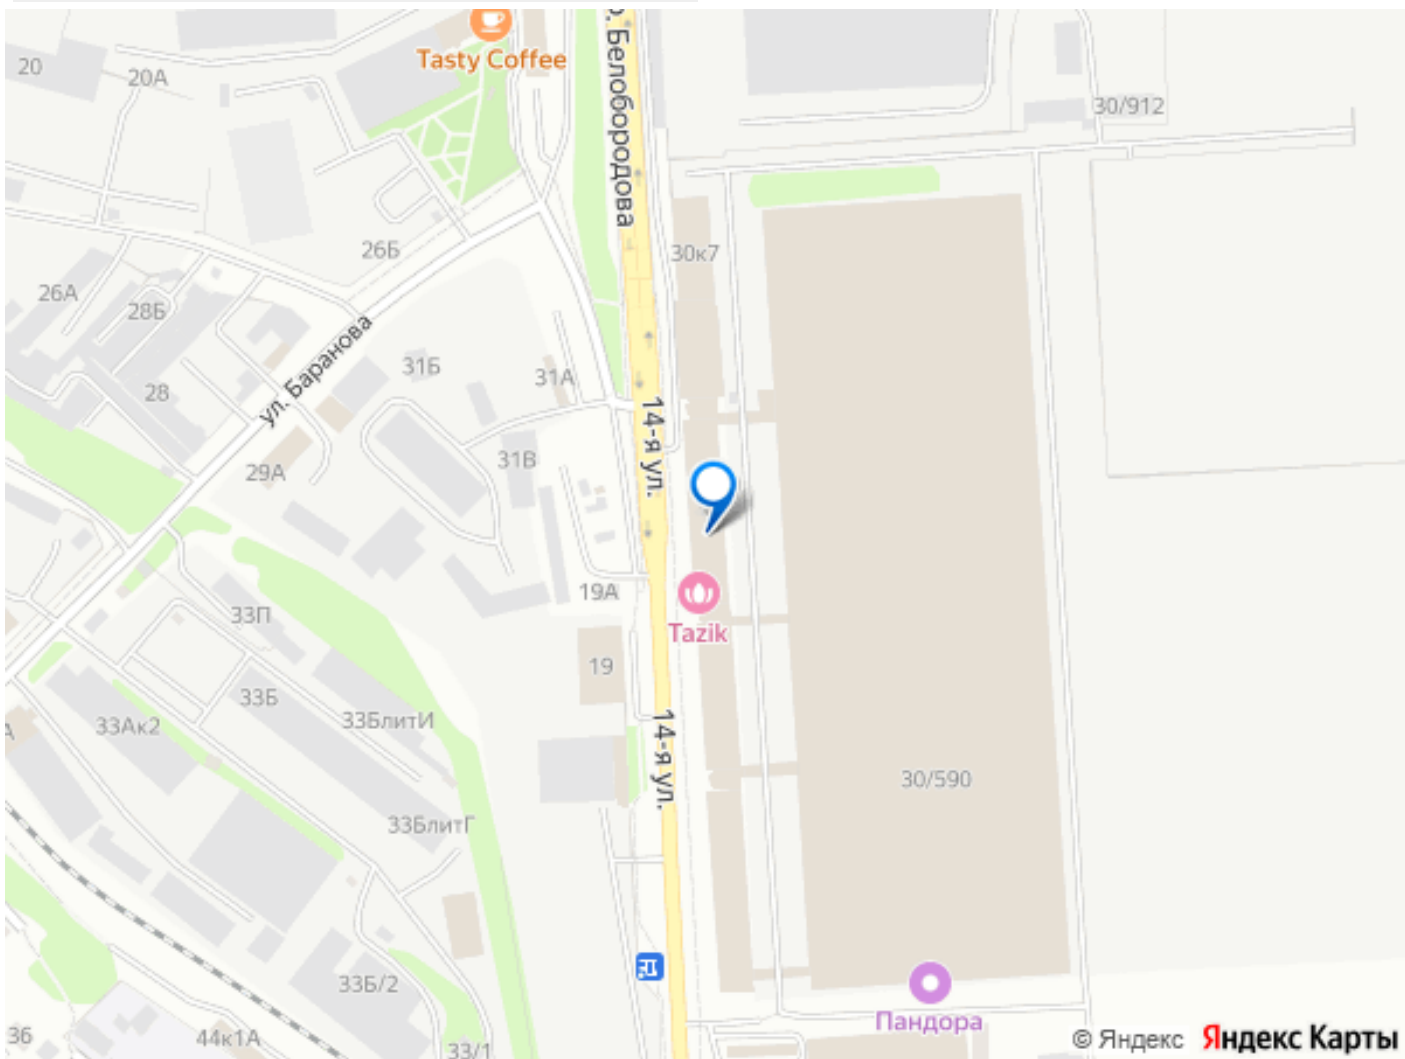 Tasty Coffee
20
20А
р. Белобородова
30/912
26Б
30к7
26А
28Б
ул. Баранова
31Б
31А
28
14-я ул.
31В
29А
19А
33П
Tazik
19
33Б
33БлитИ
33Ак2
А
14-я ул.
30/590
33БлитГ
33Б/2
Пандора
36
44к1А
33/1
© Яндекс Яндекс Карты